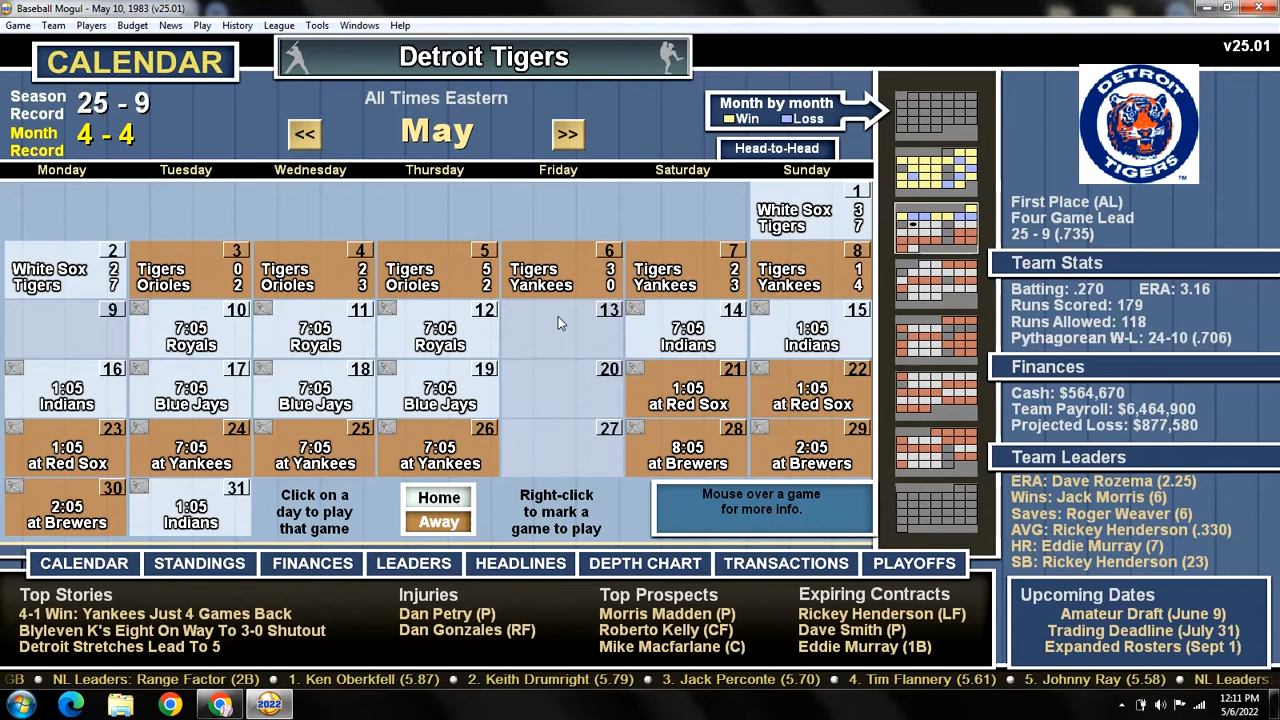 Baseball Mogul - May 10, 1983 (v25.01)
Game Team Players Budget News Play History League Tools Windows Help
CALENDAR
Detroit Tigers
v25.01
Season Record 25 - 9
Month Record 4 - 4
All Times Eastern
<< May >>
Month by month
Win Loss
Head-to-Head
Monday Tuesday Wednesday Thursday Friday Saturday Sunday
1
White Sox 3
Tigers 7
2 3 4 5 6 7 8
White Sox 2 Tigers 0 Tigers 2 Tigers 5 Tigers 3 Tigers 2 Tigers 1
Tigers 7 Orioles 2 Orioles 3 Orioles 2 Yankees 0 Yankees 3 Yankees 4
9 10 11 12 13 14 15
7:05 7:05 7:05 7:05 1:05
Royals Royals Royals Indians Indians
16 17 18 19 20 21 22
1:05 7:05 7:05 7:05 1:05 1:05
Indians Blue Jays Blue Jays Blue Jays at Red Sox at Red Sox
23 24 25 26 27 28 29
1:05 7:05 7:05 7:05 8:05 2:05
at Red Sox at Yankees at Yankees at Yankees at Brewers at Brewers
30 31
2:05 1:05
at Brewers Indians
Click on a day to play that game
Home
Away
Right-click to mark a game to play
Mouse over a game for more info.
DETROIT
TIGERS
TM
First Place (AL)
Four Game Lead
25 - 9 (.735)
Team Stats
Batting: .270 ERA: 3.16
Runs Scored: 179
Runs Allowed: 118
Pythagorean W-L: 24-10 (.706)
Finances
Cash: $564,670
Team Payroll: $6,464,900
Projected Loss: $877,580
Team Leaders
ERA: Dave Rozema (2.25)
Wins: Jack Morris (6)
Saves: Roger Weaver (6)
AVG: Rickey Henderson (.330)
HR: Eddie Murray (7)
SB: Rickey Henderson (23)
CALENDAR STANDINGS FINANCES LEADERS HEADLINES DEPTH CHART TRANSACTIONS PLAYOFFS
Top Stories
4-1 Win: Yankees Just 4 Games Back
Blyleven K's Eight On Way To 3-0 Shutout
Detroit Stretches Lead To 5
Injuries
Dan Petry (P)
Dan Gonzales (RF)
Top Prospects
Morris Madden (P)
Roberto Kelly (CF)
Mike Macfarlane (C)
Expiring Contracts
Rickey Henderson (LF)
Dave Smith (P)
Eddie Murray (1B)
Upcoming Dates
Amateur Draft (June 9)
Trading Deadline (July 31)
Expanded Rosters (Sept 1)
GB NL Leaders: Range Factor (2B) 1. Ken Oberkfell (5.87) 2. Keith Drumright (5.79) 3. Jack Perconte (5.70) 4. Tim Flannery (5.61) 5. Johnny Ray (5.58) NL Leaders:
2022
12:11 PM
5/6/2022